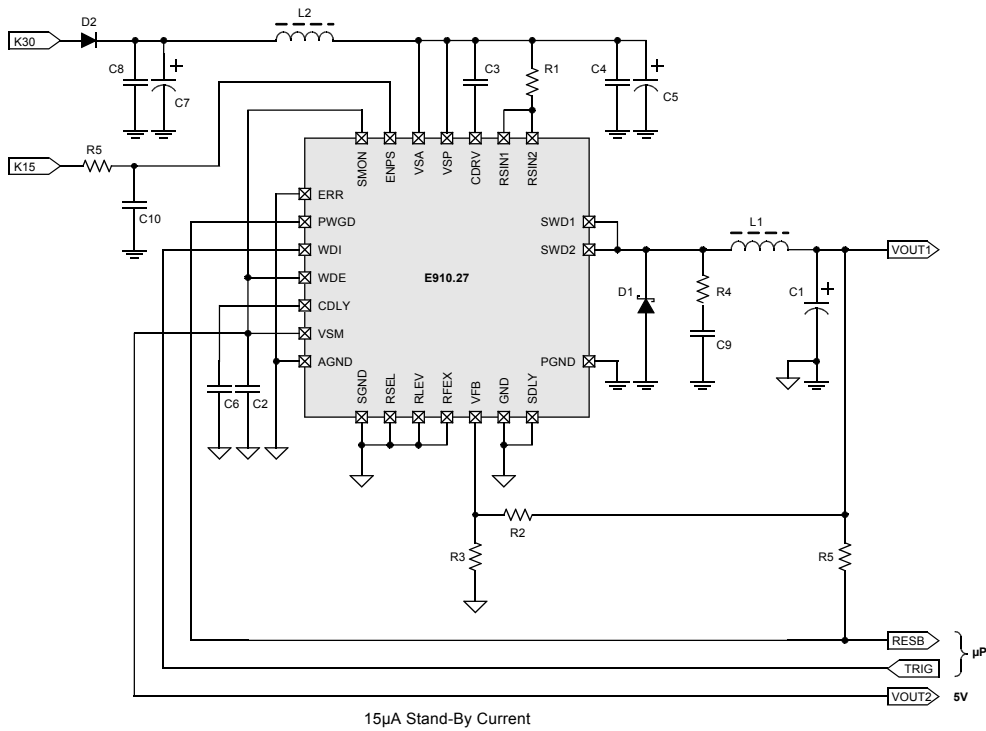 L2
D2
K30
C8
C7
+
C3
R1
C4
C5
+
K15
R5
C10
SMON
ENPS
VSA
VSP
CDRV
RSIN1
RSIN2
ERR
PWGD
WDI
WDE
CDLY
VSM
AGND
E910.27
SWD1
SWD2
PGND
L1
VOUT1
D1
R4
C9
C1
+
C6
C2
SGND
RSEL
RLEV
RFEX
VFB
GND
SDLY
R2
R3
R5
RESB
TRIG
µP
VOUT2
5V
15µA Stand-By Current